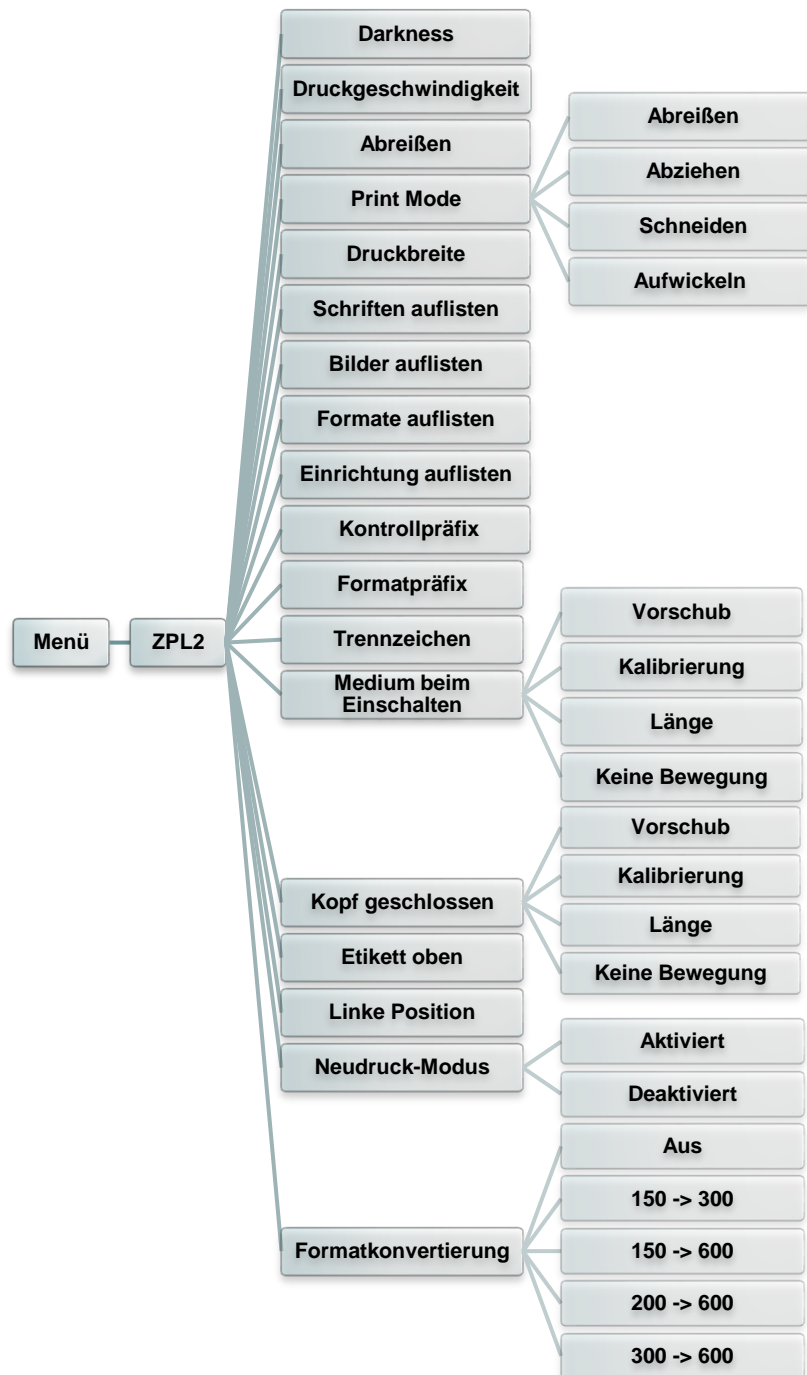 Menü
ZPL2
Darkness
Druckgeschwindigkeit
Abreißen
Print Mode
Abreißen
Abziehen
Schneiden
Aufwickeln
Druckbreite
Schriften auflisten
Bilder auflisten
Formate auflisten
Einrichtung auflisten
Kontrollpräfix
Formatpräfix
Trennzeichen
Medium beim
Einschalten
Vorschub
Kalibrierung
Länge
Keine Bewegung
Kopf geschlossen
Vorschub
Kalibrierung
Länge
Keine Bewegung
Etikett oben
Linke Position
Neudruck-Modus
Aktiviert
Deaktiviert
Formatkonvertierung
Aus
150 -> 300
150 -> 600
200 -> 600
300 -> 600